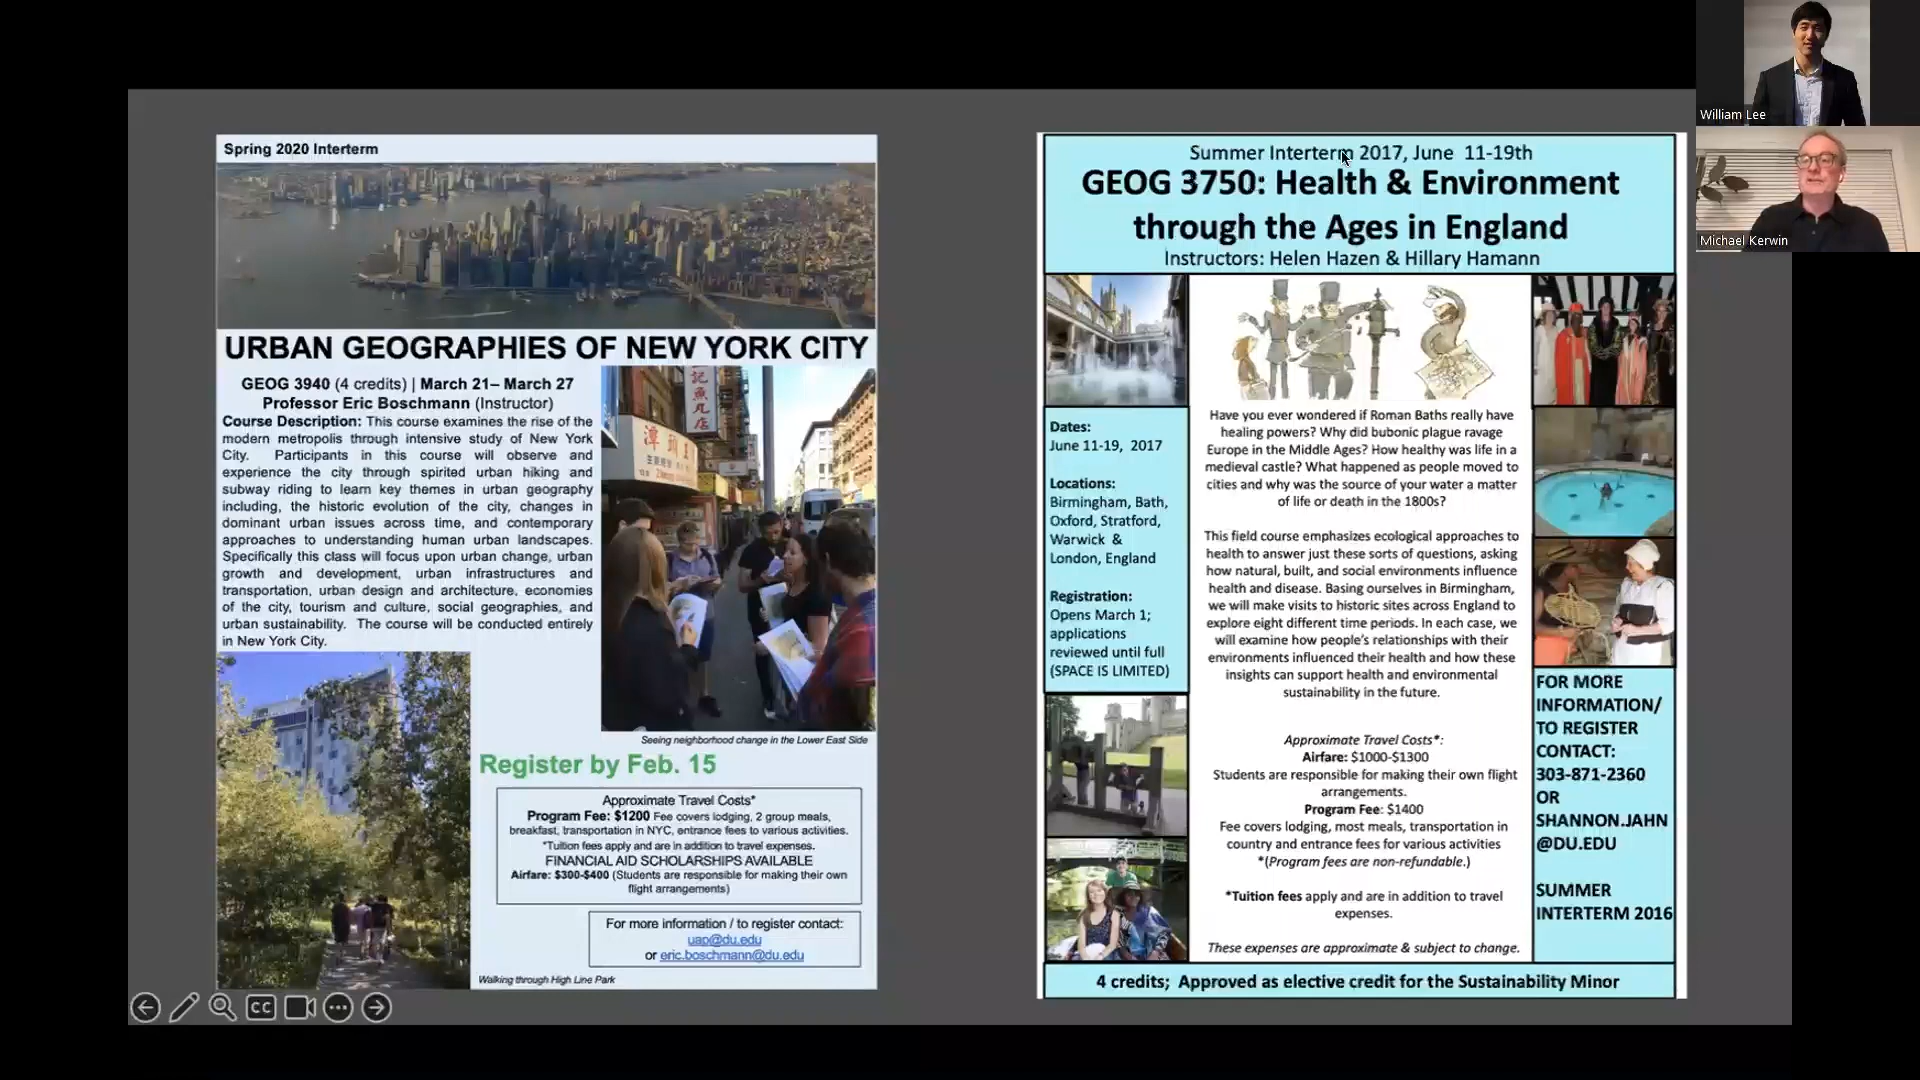 Spring 2020 Interterm
URBAN GEOGRAPHIES OF NEW YORK CITY
GEOG 3940 (4 credits) | March 21– March 27
Professor Eric Boschmann (Instructor)
Course Description: This course examines the rise of the
modern metropolis through intensive study of New York
City. Participants in this course will observe and
experience the city through spirited urban hiking and
subway riding to learn key themes in urban geography
including, the historic evolution of the city, changes in
dominant urban issues across time, and contemporary
approaches to understanding human urban landscapes.
Specifically this class will focus upon urban change, urban
growth and development, urban infrastructures and
transportation, urban design and architecture, economies
of the city, tourism and culture, social geographies, and
urban sustainability. The course will be conducted entirely
in New York City.
Seeing neighborhood change in the Lower East Side
Register by Feb. 15
Approximate Travel Costs*
Program Fee: $1200 Fee covers lodging, 2 group meals,
breakfast, transportation in NYC, entrance fees to various activities.
*Tuition fees apply and are in addition to travel expenses.
FINANCIAL AID SCHOLARSHIPS AVAILABLE
Airfare: $300-$400 (Students are responsible for making their own
flight arrangements)
For more information / to register contact:
uap@du.edu
or eric.boschmann@du.edu
Walking through High Line Park
CC
Summer Interterm 2017, June 11-19th
GEOG 3750: Health & Environment
through the Ages in England
Instructors: Helen Hazen & Hillary Hamann
Dates:
June 11-19, 2017
Locations:
Birmingham, Bath,
Oxford, Stratford,
Warwick &
London, England
Registration:
Opens March 1;
applications
reviewed until full
(SPACE IS LIMITED)
Have you ever wondered if Roman Baths really have
healing powers? Why did bubonic plague ravage
Europe in the Middle Ages? How healthy was life in a
medieval castle? What happened as people moved to
cities and why was the source of your water a matter
of life or death in the 1800s?
This field course emphasizes ecological approaches to
health to answer just these sorts of questions, asking
how natural, built, and social environments influence
health and disease. Basing ourselves in Birmingham,
we will make visits to historic sites across England to
explore eight different time periods. In each case, we
will examine how people's relationships with their
environments influenced their health and how these
insights can support health and environmental
sustainability in the future.
Approximate Travel Costs*:
Airfare: $1000-$1300
Students are responsible for making their own flight
arrangements.
Program Fee: $1400
Fee covers lodging, most meals, transportation in
country and entrance fees for various activities
*(Program fees are non-refundable.)
*Tuition fees apply and are in addition to travel
expenses.
These expenses are approximate & subject to change.
FOR MORE
INFORMATION/
TO REGISTER
CONTACT:
303-871-2360
OR
SHANNON.JAHN
@DU.EDU
SUMMER
INTERTERM 2016
4 credits; Approved as elective credit for the Sustainability Minor
William Lee
Michael Kerwin